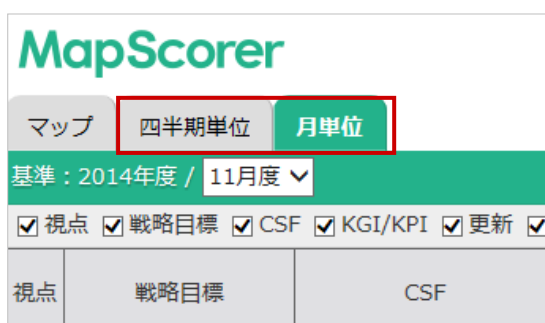 MapScorer
マップ 四半期単位 月単位
基準：2014年度 / 11月度
視点 戦略目標 CSF KGI/KPI 更新
視点 戦略目標 CSF